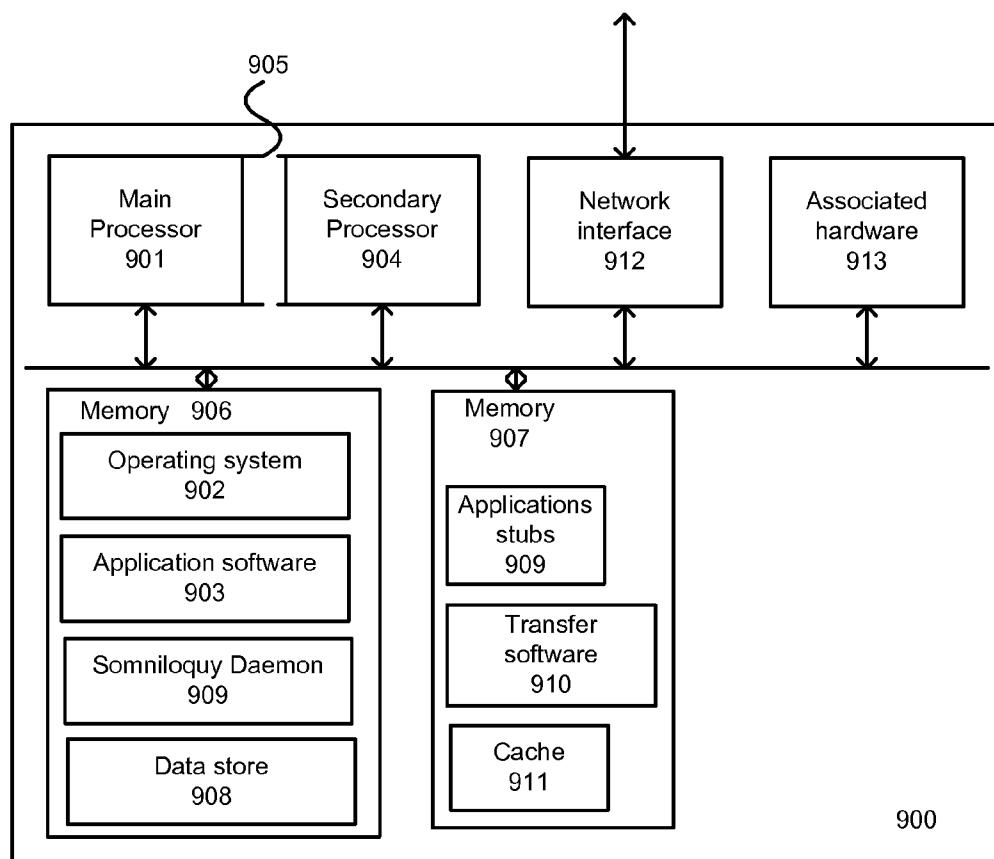 905
Main
Processor
901
Secondary
Processor
904
Network
interface
912
Associated
hardware
913
Memory 906
Operating system
902
Application software
903
Somniloquy Daemon
909
Data store
908
Memory
907
Applications
stubs
909
Transfer
software
910
Cache
911
900